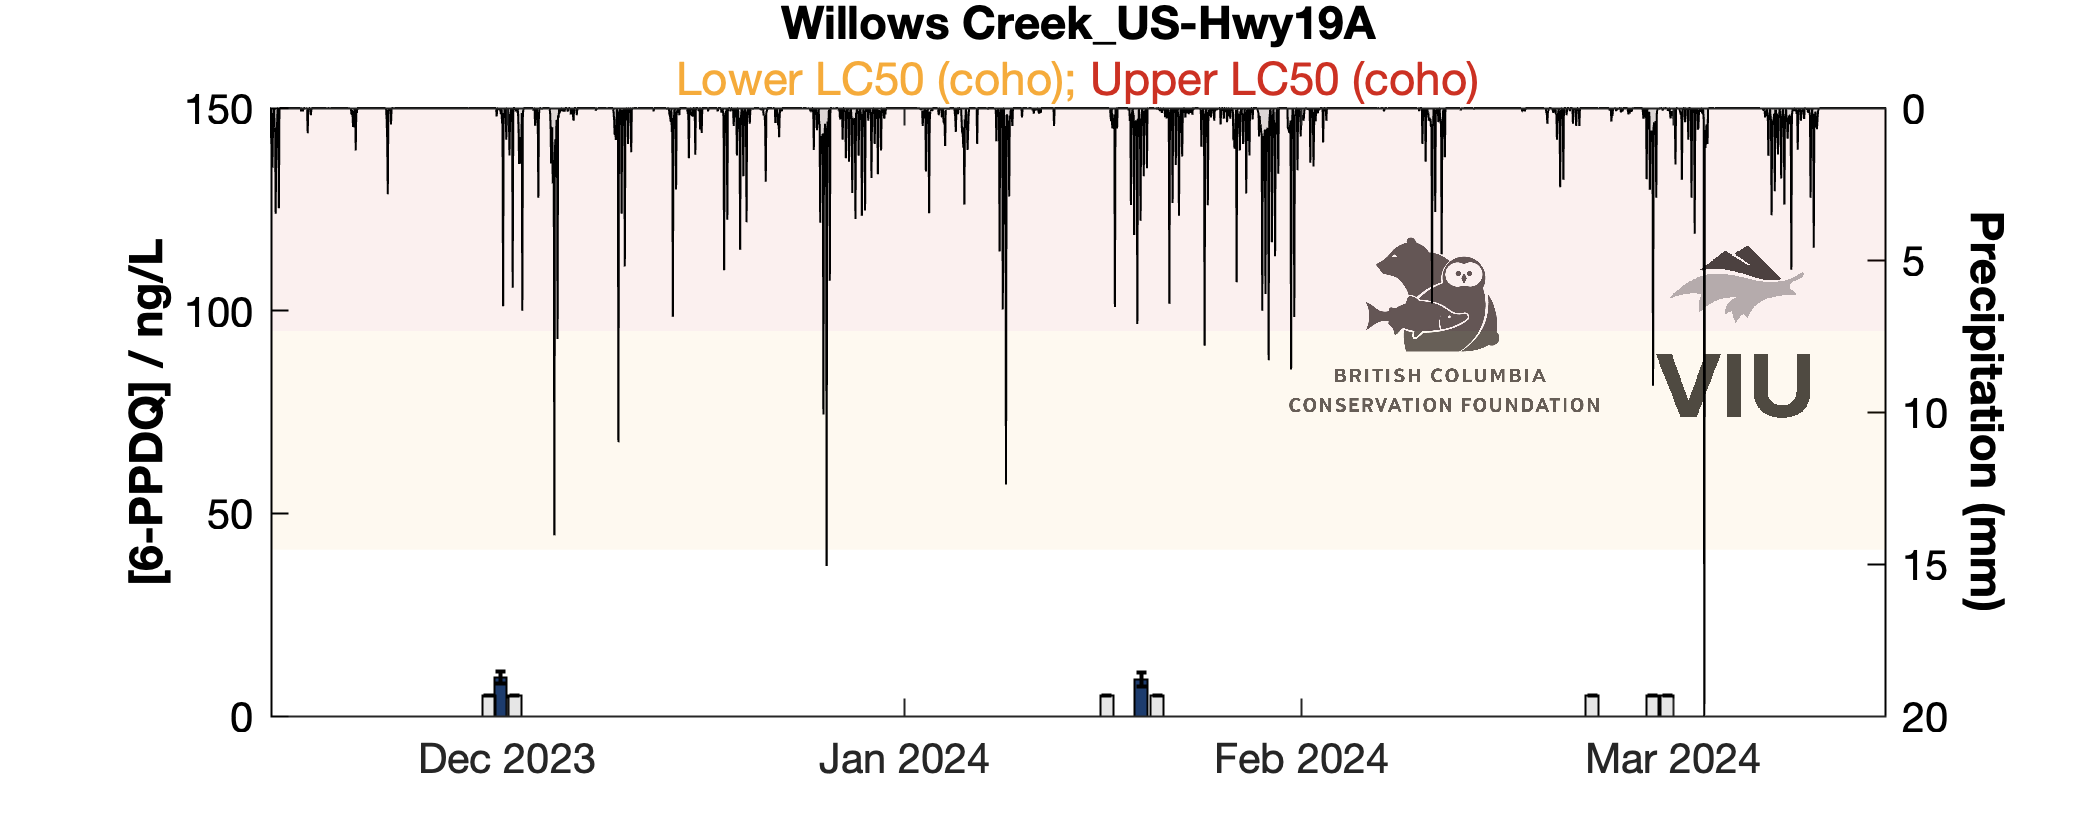 Willows Creek_US-Hwy19A
Lower LC50 (coho); Upper LC50 (coho)
150
100
50
0
[6-PPDQ] / ng/L
0
5
10
15
20
Precipitation (mm)
BRITISH COLUMBIA
CONSERVATION FOUNDATION
VIU
Dec 2023
Jan 2024
Feb 2024
Mar 2024